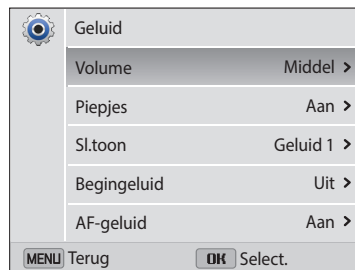 Geluid
Volume Middel >
Piepjes Aan >
Sl.toon Geluid 1 >
Begingeluid Uit >
AF-geluid Aan >
MENU Terug OK Select.